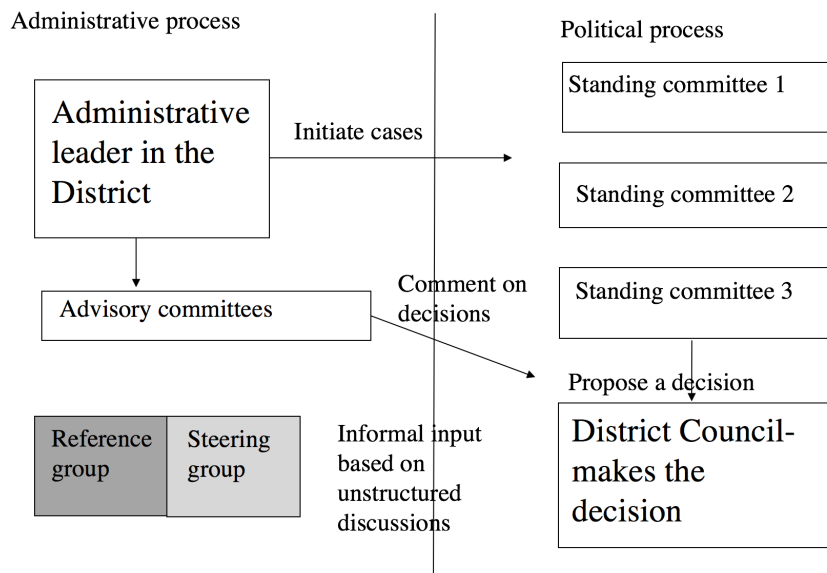 Administrative process
Political process
Administrative
leader in the
District
Initiate cases
Standing committee 1
Standing committee 2
Advisory committees
Comment on
decisions
Standing committee 3
Propose a decision
Reference
group
Steering
group
Informal input
based on
unstructured
discussions
District Council-
makes the
decision